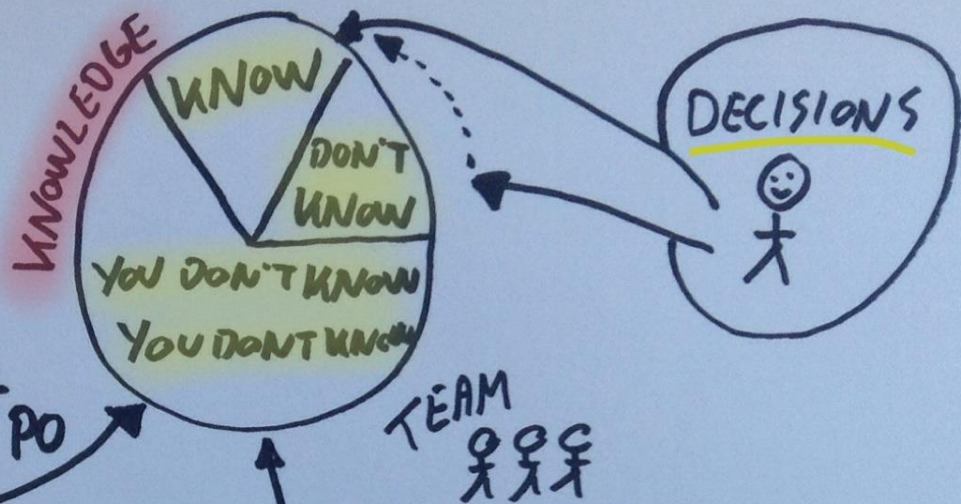 KNOWLEDGE
KNOW
DON'T
KNOW
YOU DON'T KNOW
YOU DONT KNOW
DECISIONS
PO
TEAM